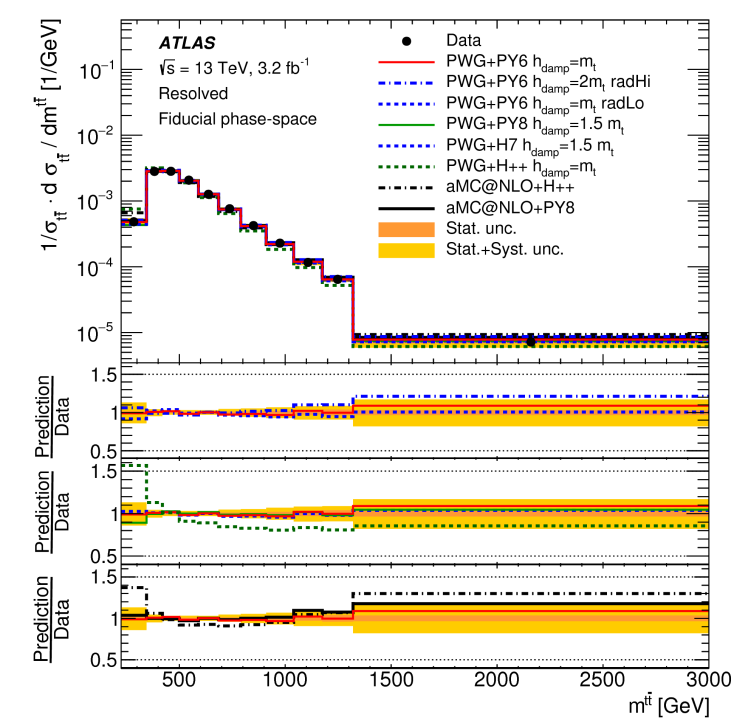 1/σ_tt̄ · d σ_tt̄ / dm^tt̄ [1/GeV]
ATLAS
√s = 13 TeV, 3.2 fb⁻¹
Resolved
Fiducial phase-space
Data
PWG+PY6 h_damp=m_t
PWG+PY6 h_damp=2m_t radHi
PWG+PY6 h_damp=m_t radLo
PWG+PY8 h_damp=1.5 m_t
PWG+H7 h_damp=1.5 m_t
PWG+H++ h_damp=m_t
aMC@NLO+H++
aMC@NLO+PY8
Stat. unc.
Stat.+Syst. unc.
10⁻¹
10⁻²
10⁻³
10⁻⁴
10⁻⁵
Prediction
Data
1.5
1
0.5
Prediction
Data
1.5
1
0.5
Prediction
Data
1.5
1
0.5
500 1000 1500 2000 2500 3000
m^tt̄ [GeV]